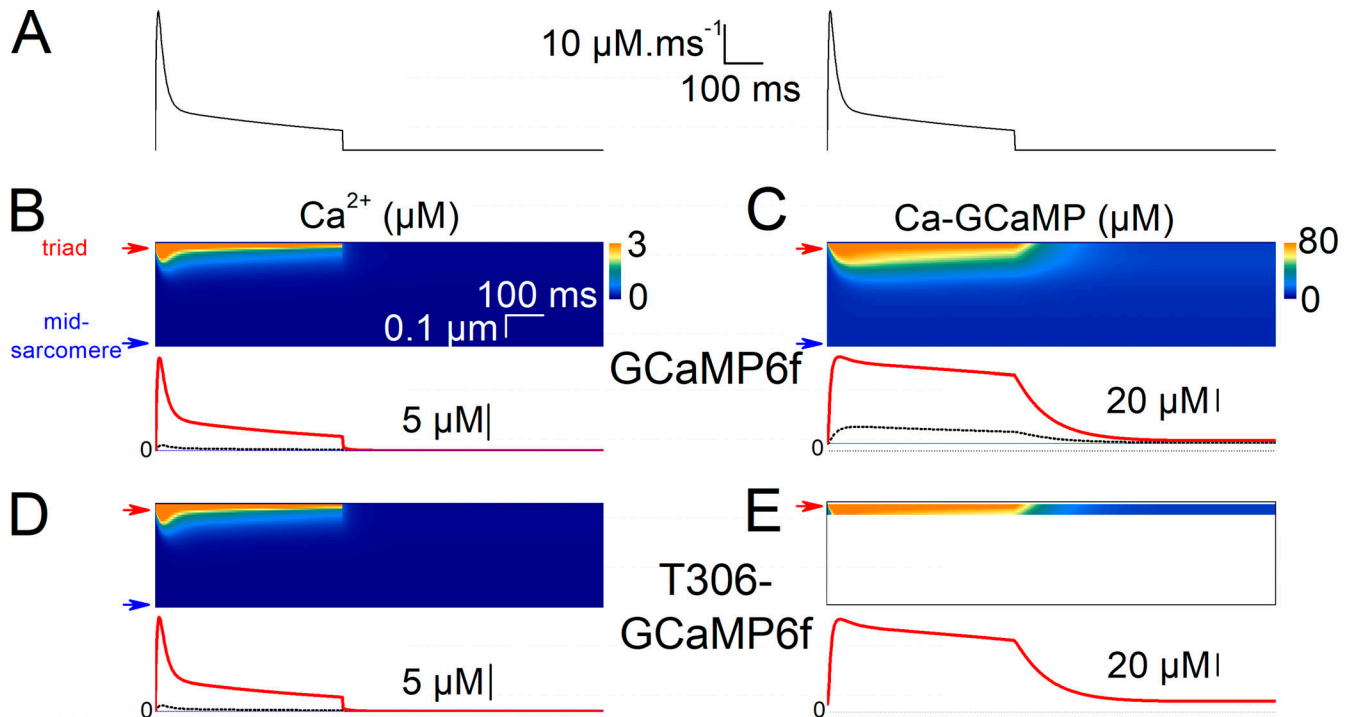 A
10 µM.ms-1
100 ms
B
Ca2+ (µM)
C
Ca-GCaMP (µM)
triad
3
0
80
0
100 ms
0.1 µm
mid-
sarcomere
GCaMP6f
5 µM
20 µM
0
0
D
E
T306-
GCaMP6f
5 µM
20 µM
0
0